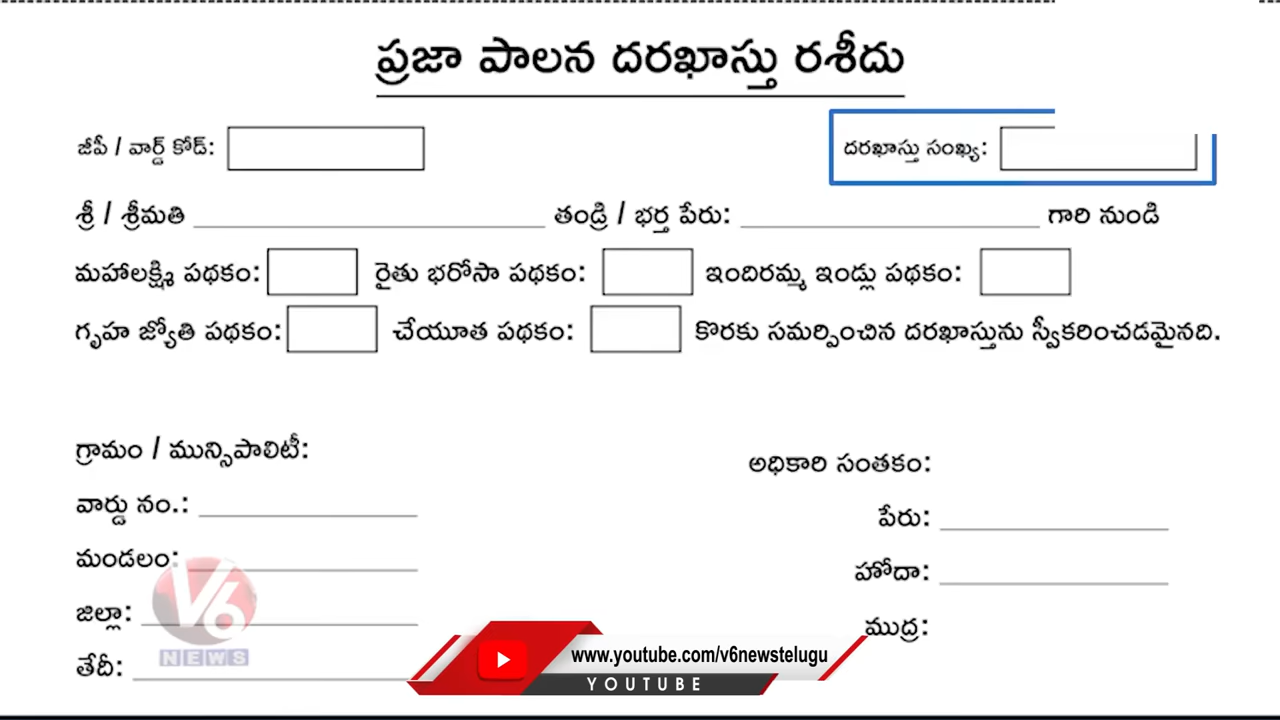 ప్రజా పాలన దరఖాస్తు రశీదు
జీపీ / వార్డ్ కోడ్: దరఖాస్తు సంఖ్య:
శ్రీ / శ్రీమతి తండ్రి / భర్త పేరు: గారి నుండి
మహాలక్ష్మి పథకం: రైతు భరోసా పథకం: ఇందిరమ్మ ఇండ్లు పథకం:
గృహ జ్యోతి పథకం: చేయూత పథకం: కొరకు సమర్పించిన దరఖాస్తును స్వీకరించడమైనది.
గ్రామం / మున్సిపాలిటీ:
వార్డు నం.:
మండలం:
జిల్లా:
తేదీ:
అధికారి సంతకం:
పేరు:
హోదా:
ముద్ర:
V6
NEWS
www.youtube.com/v6newstelugu
YOUTUBE